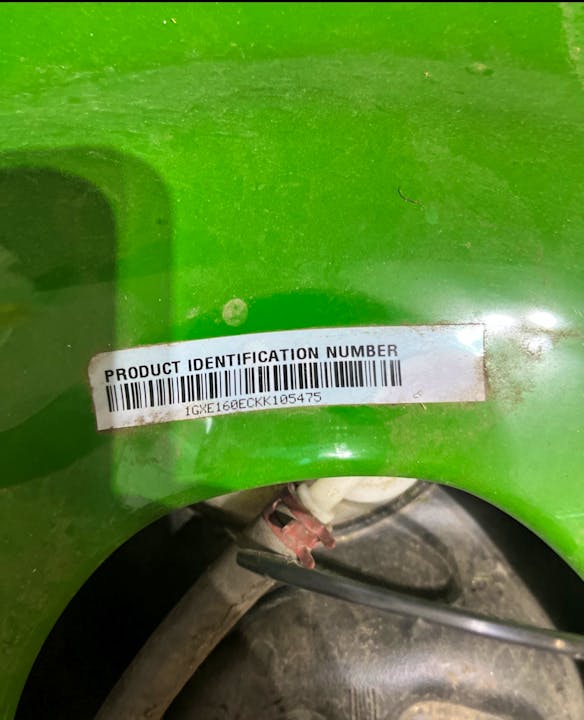 PRODUCT IDENTIFICATION NUMBER
1GXE160ECKK105475